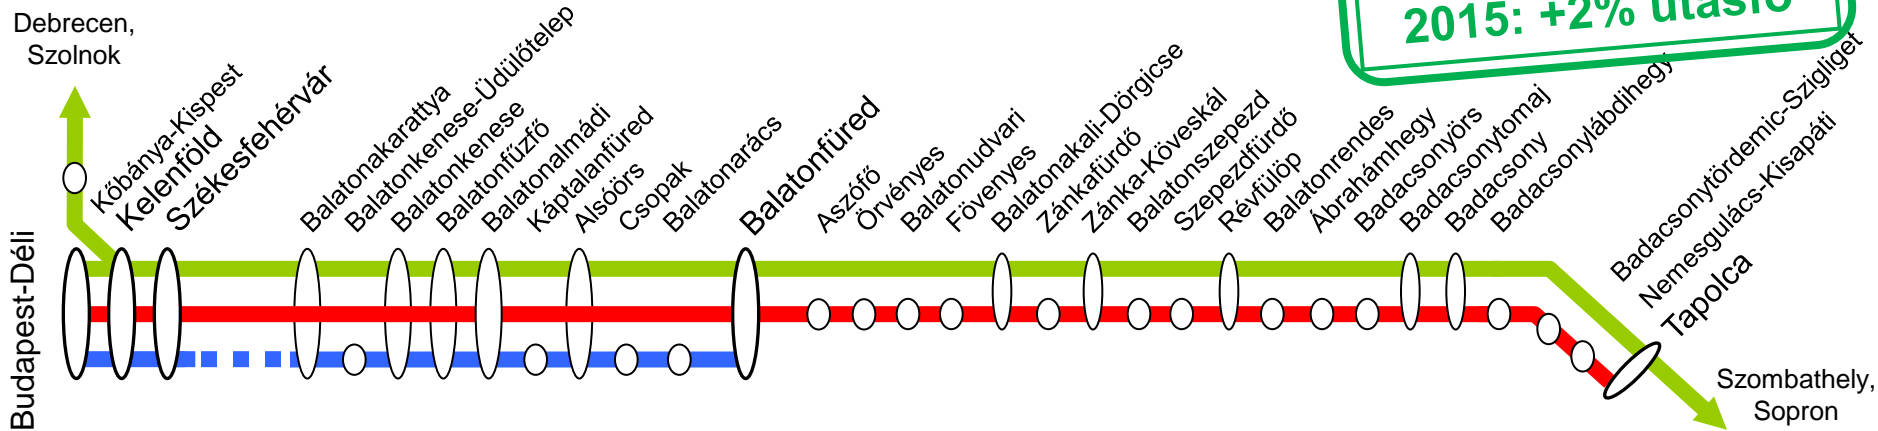 Debrecen,
Szolnok
2015: +2% utasfő
Budapest-Déli
Kőbánya-Kispest
Kelenföld
Székesfehérvár
Balatonakarattya
Balatonkenese-Üdülőtelep
Balatonkenese
Balatonfűzfő
Balatonalmádi
Káptalanfüred
Alsóörs
Csopak
Balatonarács
Balatonfüred
Aszófő
Örvényes
Balatonudvari
Fövenyes
Balatonakali-Dörgicse
Zánkafürdő
Zánka-Köveskál
Balatonszepezd
Szepezdfürdő
Révfülöp
Balatonrendes
Ábrahámhegy
Badacsonyörs
Badacsonytomaj
Badacsony
Badacsonylábdihegy
Badacsonytördemic-Szigliget
Nemesgulács-Kisapáti
Tapolca
Szombathely,
Sopron